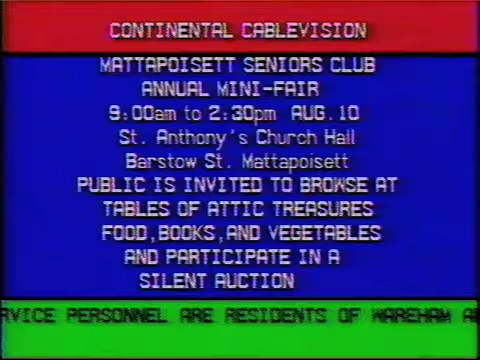 CONTINENTAL CABLEVISION
MATTAPOISETT SENIORS CLUB
ANNUAL MINI-FAIR
9:00am to 2:30pm AUG.10
St. Anthony's Church Hall
Barstow St. Mattapoisett
PUBLIC IS INVITED TO BROWSE AT
TABLES OF ATTIC TREASURES
FOOD,BOOKS,AND VEGETABLES
AND PARTICIPATE IN A
SILENT AUCTION
RVICE PERSONNEL ARE RESIDENTS OF WAREHAM